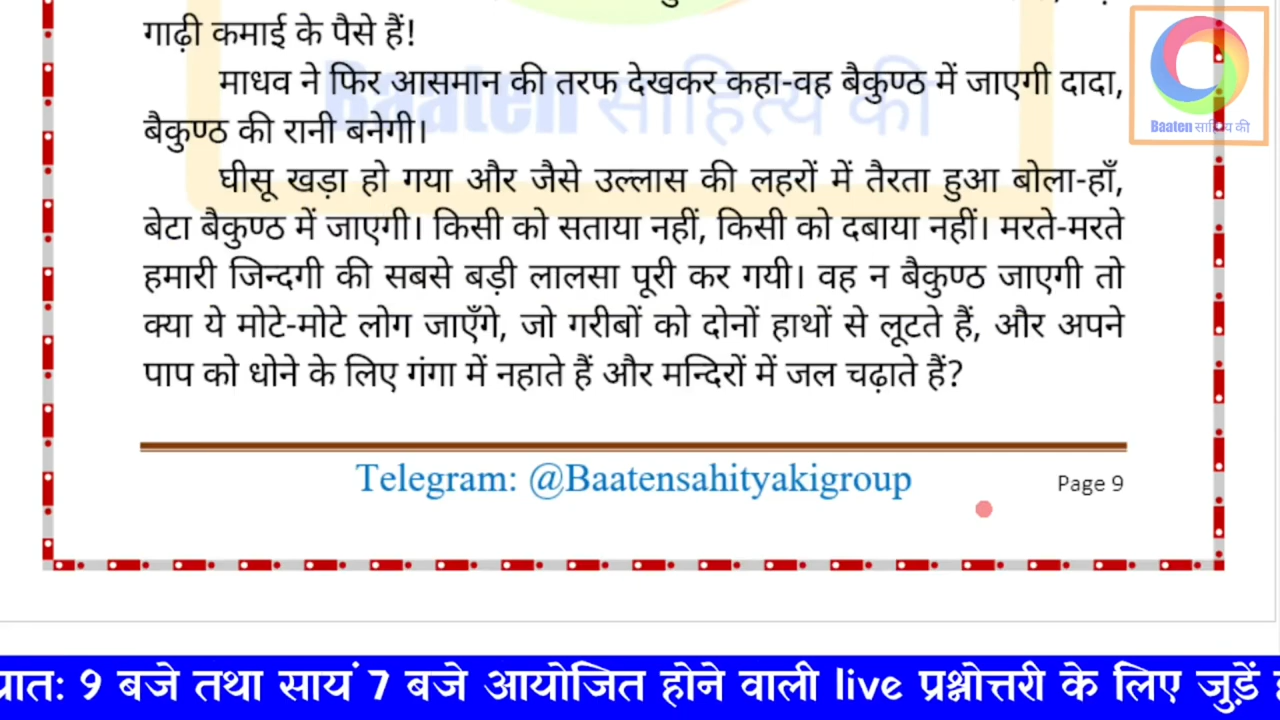 गाढ़ी कमाई के पैसे हैं!
माधव ने फिर आसमान की तरफ देखकर कहा-वह बैकुण्ठ में जाएगी दादा,
बैकुण्ठ की रानी बनेगी।
घीसू खड़ा हो गया और जैसे उल्लास की लहरों में तैरता हुआ बोला-हाँ,
बेटा बैकुण्ठ में जाएगी। किसी को सताया नहीं, किसी को दबाया नहीं। मरते-मरते
हमारी जिन्दगी की सबसे बड़ी लालसा पूरी कर गयी। वह न बैकुण्ठ जाएगी तो
क्या ये मोटे-मोटे लोग जाएँगे, जो गरीबों को दोनों हाथों से लूटते हैं, और अपने
पाप को धोने के लिए गंगा में नहाते हैं और मन्दिरों में जल चढ़ाते हैं?
Baaten साहित्य की
Baaten साहित्य की
Telegram: @Baatensahityakigroup
Page 9
प्रात: 9 बजे तथा सायं 7 बजे आयोजित होने वाली live प्रश्नोत्तरी के लिए जुड़ें